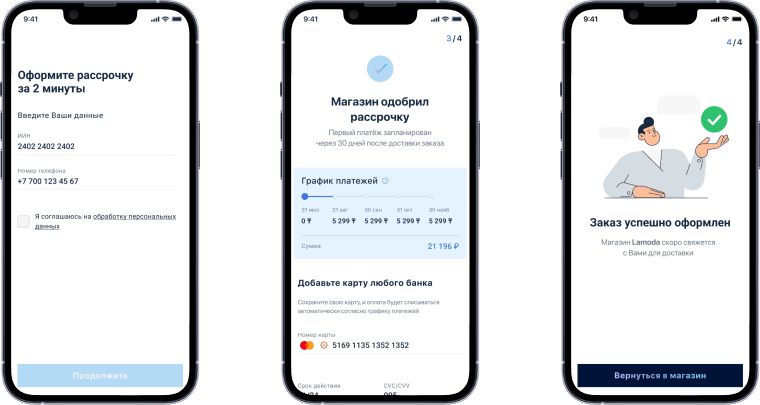 9:41
Оформите рассрочку
за 2 минуты
Введите Ваши данные
ИИН
2402 2402 2402
Номер телефона
+7 700 123 45 67
Я соглашаюсь на обработку персональных
данных
Продолжить
9:41
3/4
Магазин одобрил
рассрочку
Первый платёж запланирован
через 30 дней после доставки заказа
График платежей
31 июл 31 авг 30 сен 31 окт 30 нояб
0 ₸ 5 299 ₸ 5 299 ₸ 5 299 ₸ 5 299 ₸
Сумма 21 196 ₽
Добавьте карту любого банка
Сохраните свою карту, и оплата будет списываться
автоматически согласно графику платежей
Номер карты
5169 1135 1352 1352
Срок действия CVC/CVV
9:41
4/4
Заказ успешно оформлен
Магазин Lamoda скоро свяжется
с Вами для доставки
Вернуться в магазин